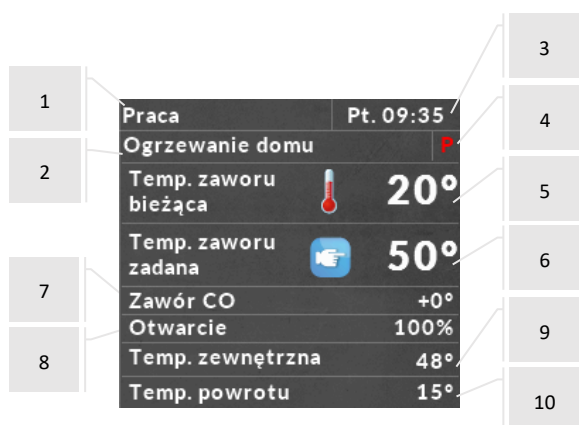 1
2
7
8
Praca Pt. 09:35
Ogrzewanie domu P
Temp. zaworu
bieżąca 20°
Temp. zaworu
zadana 50°
Zawór CO +0°
Otwarcie 100%
Temp. zewnętrzna 48°
Temp. powrotu 15°
3
4
5
6
9
10